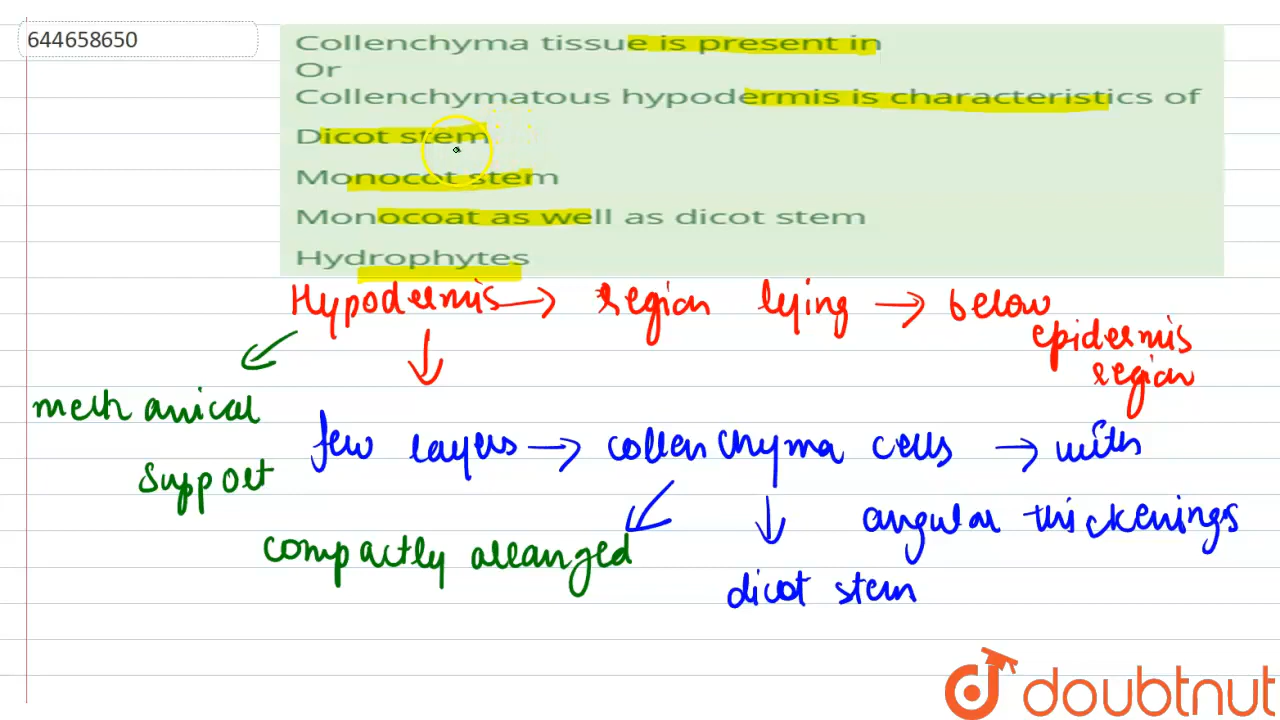 644658650
Collenchyma tissue is present in
Or
Collenchymatous hypodermis is characteristics of
Dicot stem
Monocot stem
Monocoat as well as dicot stem
Hydrophytes
Hypodermis → region lying → below
epidermis
region
mechanical
few layers → collenchyma cells → with
support
angular thickenings
compactly arranged
dicot stem
doubtnut